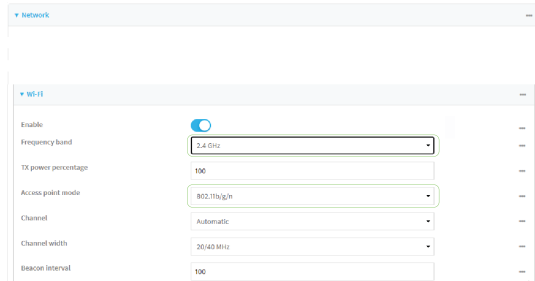 Network
Wi-Fi
Enable
Frequency band
2.4 GHz
TX power percentage
100
Access point mode
802.11b/g/n
Channel
Automatic
Channel width
20/40 MHz
Beacon interval
100